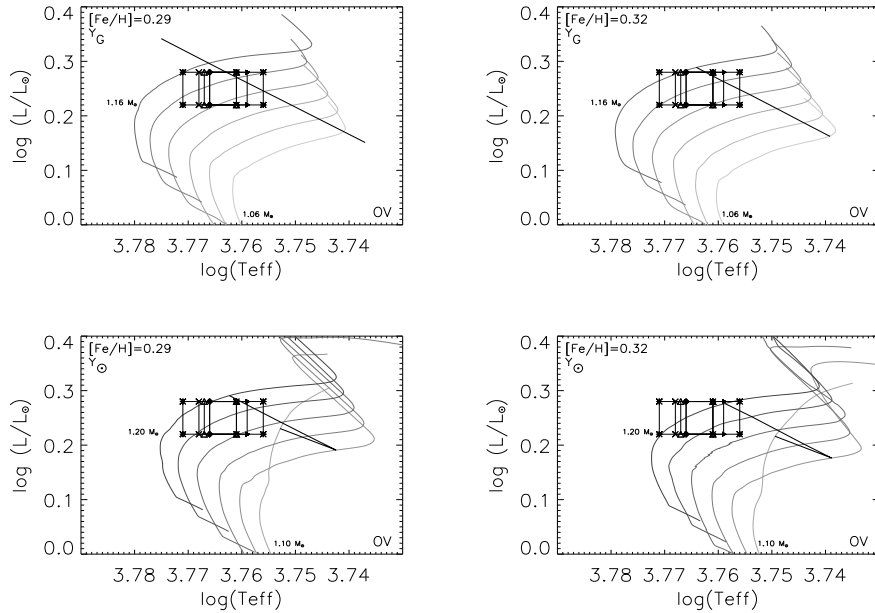 [Fe/H]=0.29
Y_G
0.4
0.3
0.2
0.1
0.0
log (L/L⊙)
1.16 M⊙
1.06 M⊙
OV
3.78 3.77 3.76 3.75 3.74
log(Teff)
[Fe/H]=0.32
Y_G
0.4
0.3
0.2
0.1
0.0
log (L/L⊙)
1.16 M⊙
1.06 M⊙
OV
3.78 3.77 3.76 3.75 3.74
log(Teff)
[Fe/H]=0.29
Y⊙
0.4
0.3
0.2
0.1
0.0
log (L/L⊙)
1.20 M⊙
1.10 M⊙
OV
3.78 3.77 3.76 3.75 3.74
log(Teff)
[Fe/H]=0.32
Y⊙
0.4
0.3
0.2
0.1
0.0
log (L/L⊙)
1.20 M⊙
1.10 M⊙
OV
3.78 3.77 3.76 3.75 3.74
log(Teff)